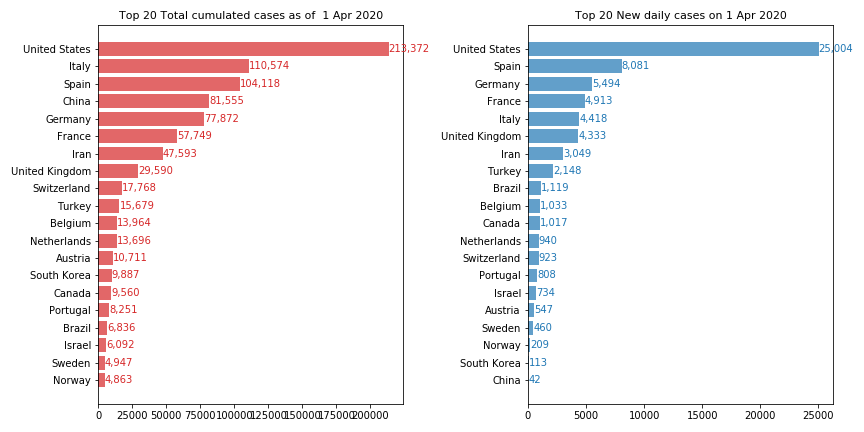 Top 20 Total cumulated cases as of  1 Apr 2020
United States 213,372
Italy 110,574
Spain 104,118
China 81,555
Germany 77,872
France 57,749
Iran 47,593
United Kingdom 29,590
Switzerland 17,768
Turkey 15,679
Belgium 13,964
Netherlands 13,696
Austria 10,711
South Korea 9,887
Canada 9,560
Portugal 8,251
Brazil 6,836
Israel 6,092
Sweden 4,947
Norway 4,863
0 25000 50000 75000 100000 125000 150000 175000 200000
Top 20 New daily cases on 1 Apr 2020
United States 25,004
Spain 8,081
Germany 5,494
France 4,913
Italy 4,418
United Kingdom 4,333
Iran 3,049
Turkey 2,148
Brazil 1,119
Belgium 1,033
Canada 1,017
Netherlands 940
Switzerland 923
Portugal 808
Israel 734
Austria 547
Sweden 460
Norway 209
South Korea 113
China 42
0 5000 10000 15000 20000 25000